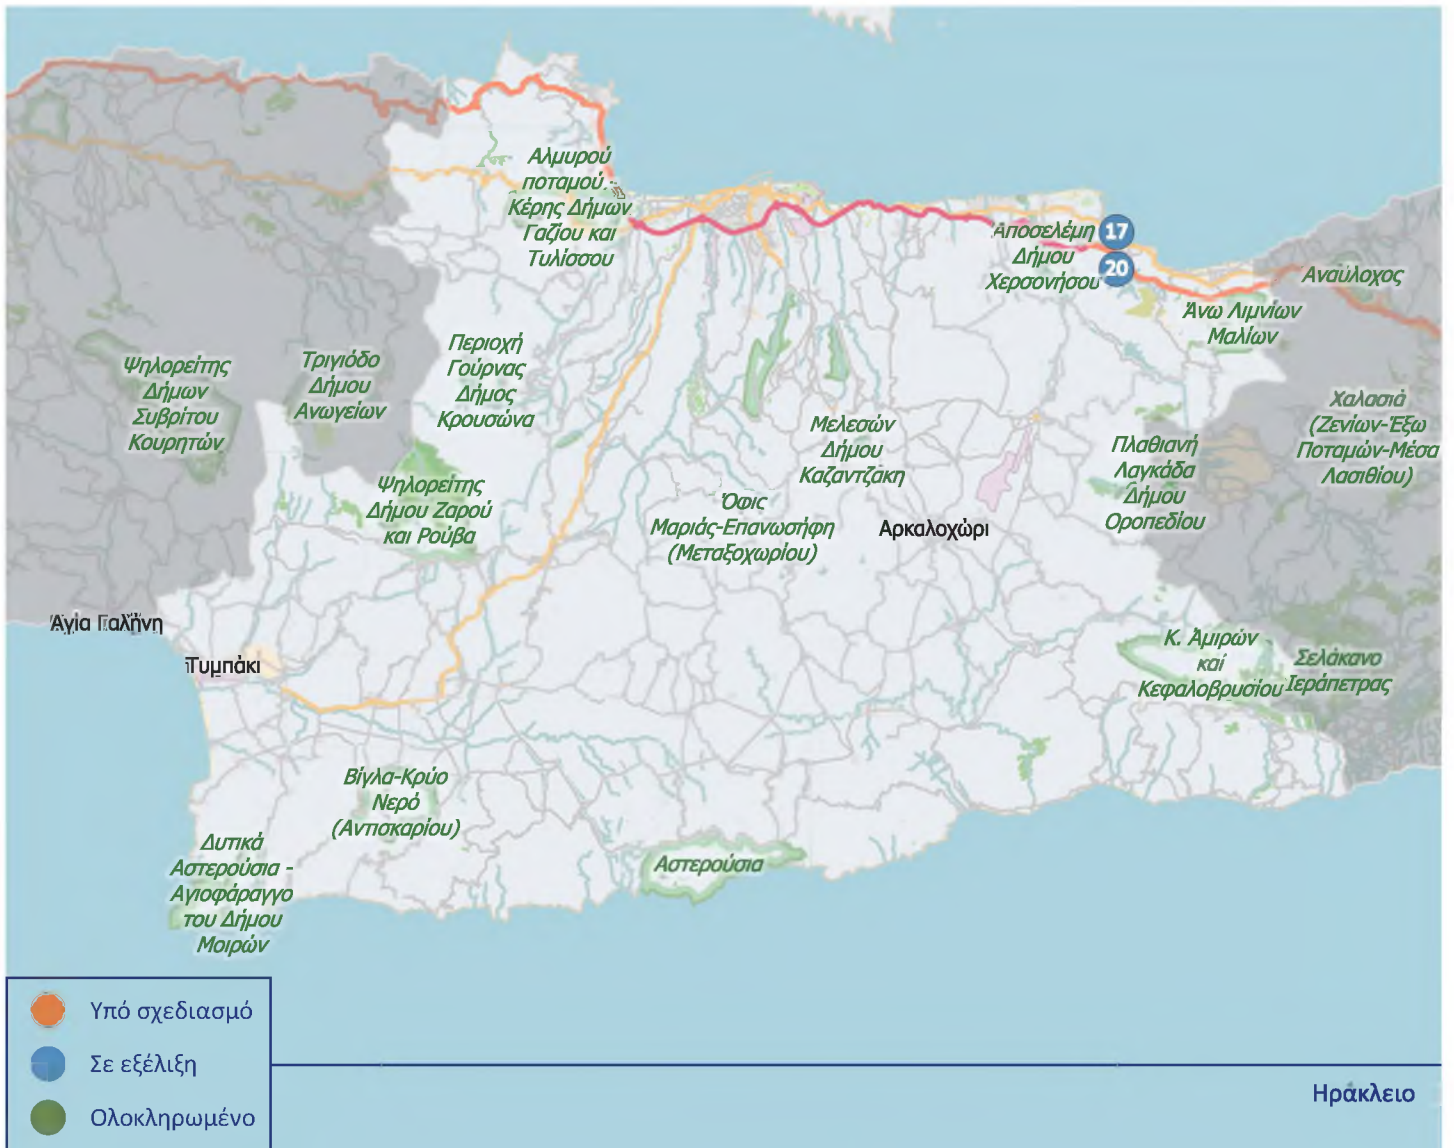 Αλμυρού
ποταμού.
Κέρης Δήμων
Γαζίου και
Τυλίσσου
Αποσελέμη
Δήμου
Χερσονήσου
17
20
Αναύλοχος
Άνω Λιμνίων
Μαλίων
Ψηλορείτης
Δήμων
Συβρίτου
Κουρητών
Τριγιόδο
Δήμου
Ανωγείων
Περιοχή
Γούρνας
Δήμος
Κρουσώνα
Χαλασιά
(Ζενίων-Έξω
Ποταμών-Μέσα
Λασιθίου)
Μελεσών
Δήμου
Καζαντζάκη
Πλαθιανή
Λαγκάδα
Δήμου
Οροπεδίου
Ψηλορείτης
Δήμου Ζαρού
και Ρούβα
Όφις
Μαριάς-Επανωσήφη
(Μεταξοχωρίου)
Αρκαλοχώρι
Αγία Γαλήνη
Τυμπάκι
Κ. Άμιρών
καί
Κεφαλοβρυσίου
Σελάκανο
Ιεράπετρας
Βίγλα-Κρύο
Νερό
(Αντισκαρίου)
Δυτικά
Αστερούσια -
Αγιοφάραγγο
του Δήμου
Μοιρών
Αστερούσια
Υπό σχεδιασμό
Σε εξέλιξη
Ολοκληρωμένο
Ηράκλειο